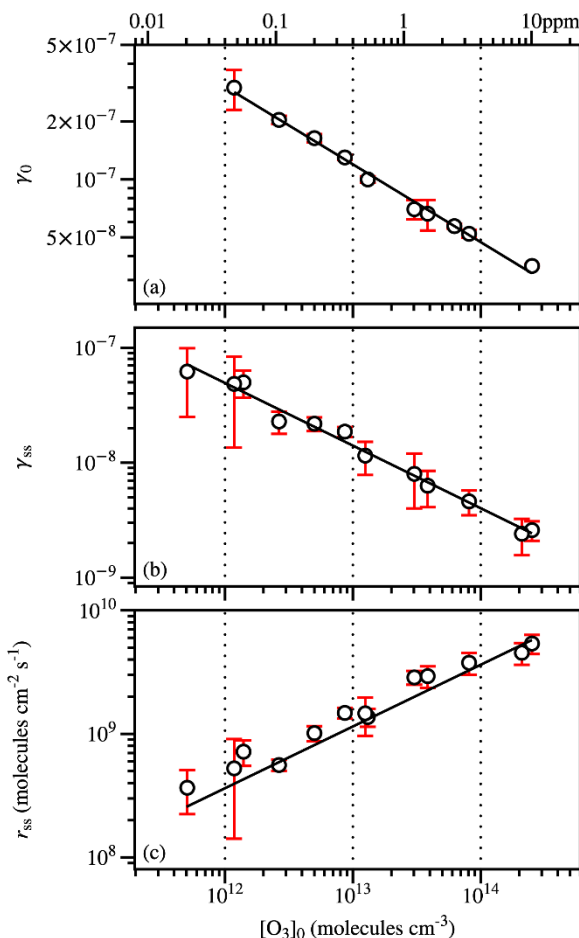 0.01 0.1 1 10ppm
5×10⁻⁷
2×10⁻⁷
10⁻⁷
5×10⁻⁸
γ₀
(a)
10⁻⁷
10⁻⁸
10⁻⁹
γss
(b)
10¹⁰
10⁹
10⁸
rss (molecules cm⁻² s⁻¹)
(c)
10¹² 10¹³ 10¹⁴
[O₃]₀ (molecules cm⁻³)